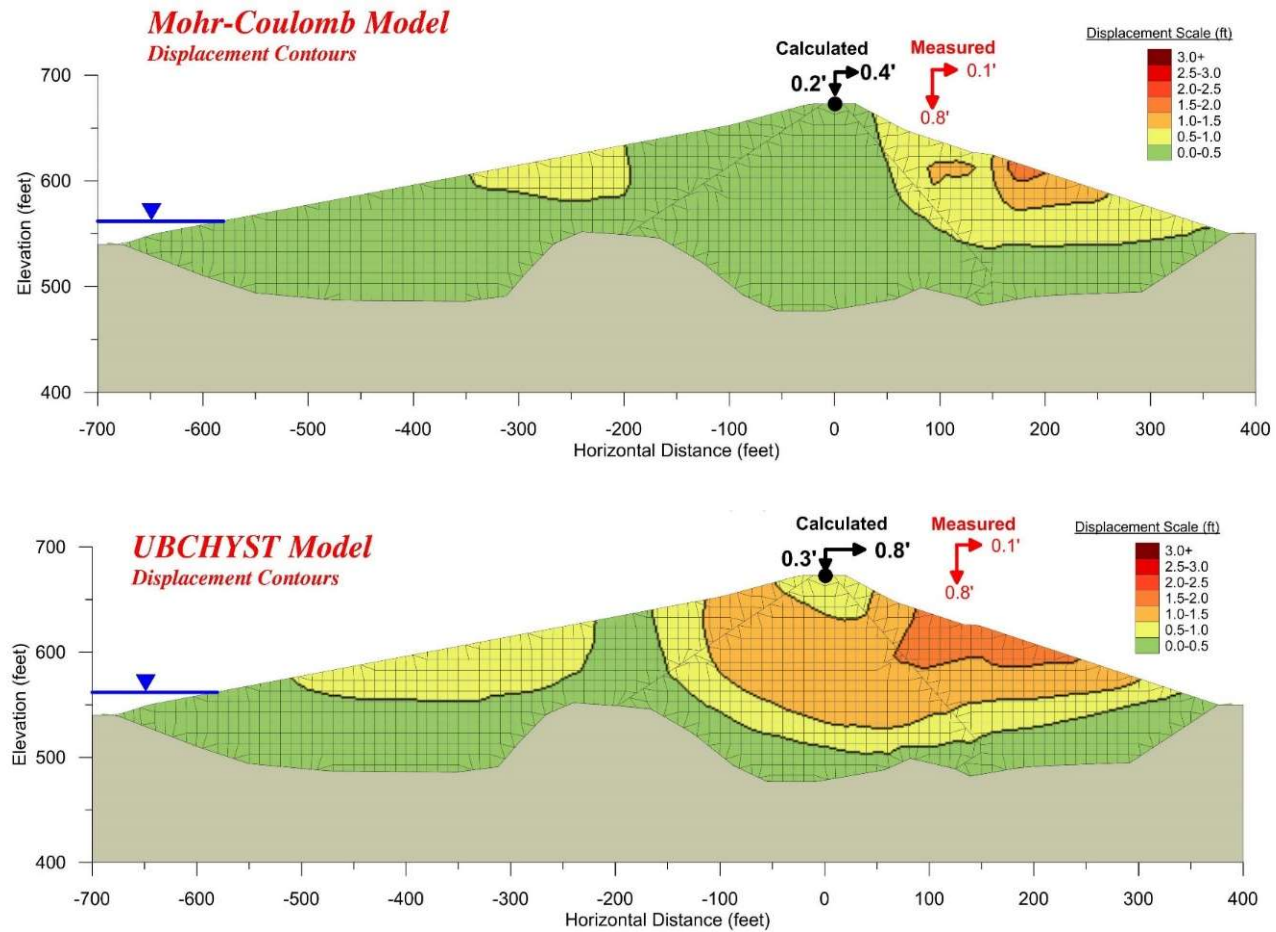 Mohr-Coulomb Model
Displacement Contours
Calculated
0.2' 0.4'
Measured
0.1'
0.8'
Displacement Scale (ft)
3.0+
2.5-3.0
2.0-2.5
1.5-2.0
1.0-1.5
0.5-1.0
0.0-0.5
Elevation (feet)
700
600
500
400
-700 -600 -500 -400 -300 -200 -100 0 100 200 300 400
Horizontal Distance (feet)
UBCHYST Model
Displacement Contours
Calculated
0.3' 0.8'
Measured
0.1'
0.8'
Displacement Scale (ft)
3.0+
2.5-3.0
2.0-2.5
1.5-2.0
1.0-1.5
0.5-1.0
0.0-0.5
Elevation (feet)
700
600
500
400
-700 -600 -500 -400 -300 -200 -100 0 100 200 300 400
Horizontal Distance (feet)